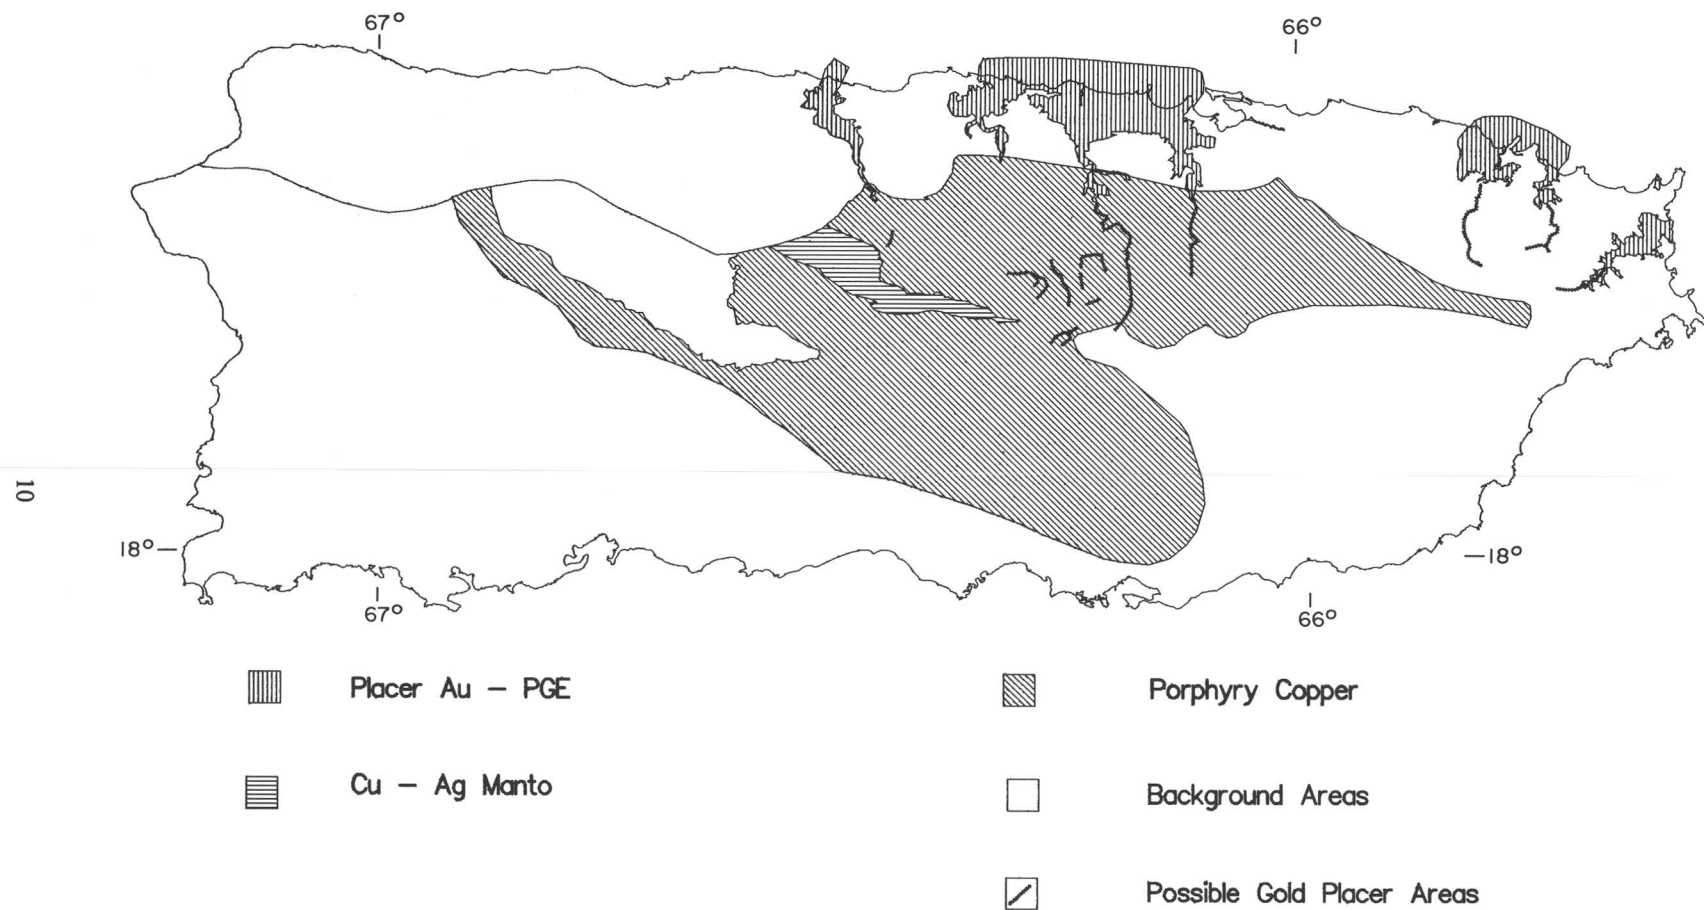 67°
66°
10
18°
18°
67°
66°
Placer Au – PGE
Porphyry Copper
Cu – Ag Manto
Background Areas
Possible Gold Placer Areas